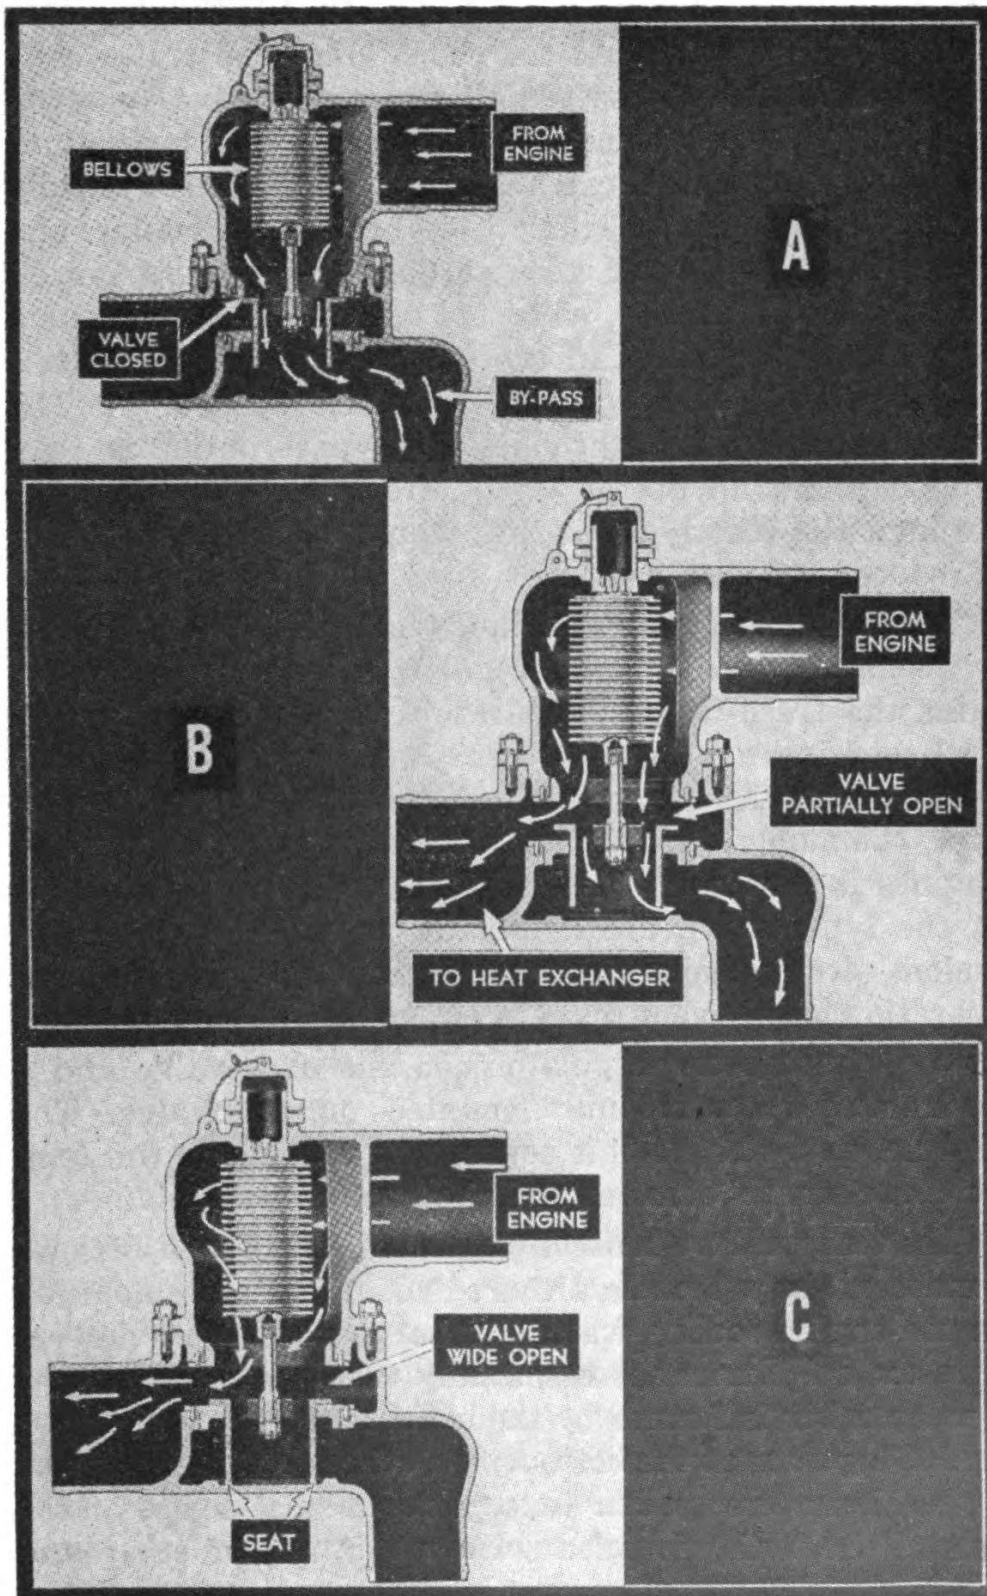 FROM
ENGINE
BELLOWS
A
VALVE
CLOSED
BY-PASS
B
FROM
ENGINE
VALVE
PARTIALLY OPEN
TO HEAT EXCHANGER
FROM
ENGINE
C
VALVE
WIDE OPEN
SEAT